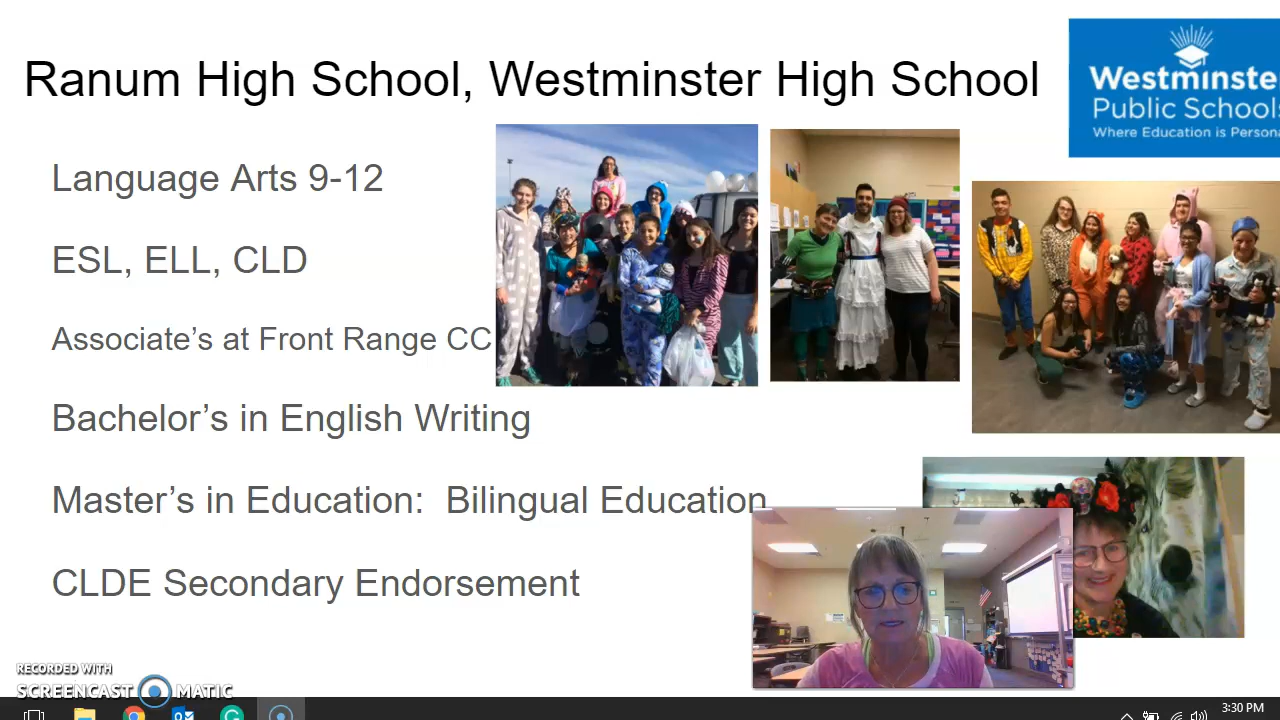 Ranum High School, Westminster High School
Westminste
Public Schools
Where Education is Persona
Language Arts 9-12
ESL, ELL, CLD
Associate’s at Front Range CC
Bachelor’s in English Writing
Master’s in Education:  Bilingual Education
CLDE Secondary Endorsement
RECORDED WITH
SCREENCAST MATIC
3:30 PM